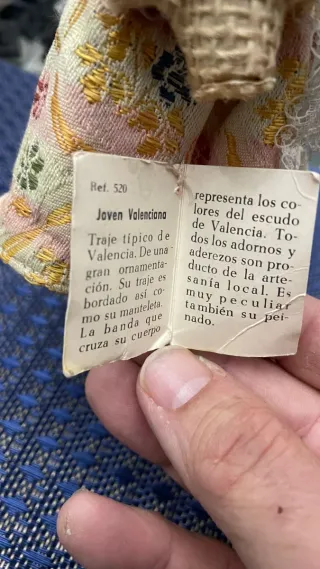 Ref. 520
Joven Valenciana
Traje típico de
Valencia. De una
gran ornamenta-
ción. Su traje es
bordado así co-
mo su manteleta.
La banda que
cruza su cuerpo
representa los co-
lores del escudo
de Valencia. To-
dos los adornos y
aderezos son pro-
ducto de la arte-
sanía local. Es
muy peculiar
también su pei-
nado.